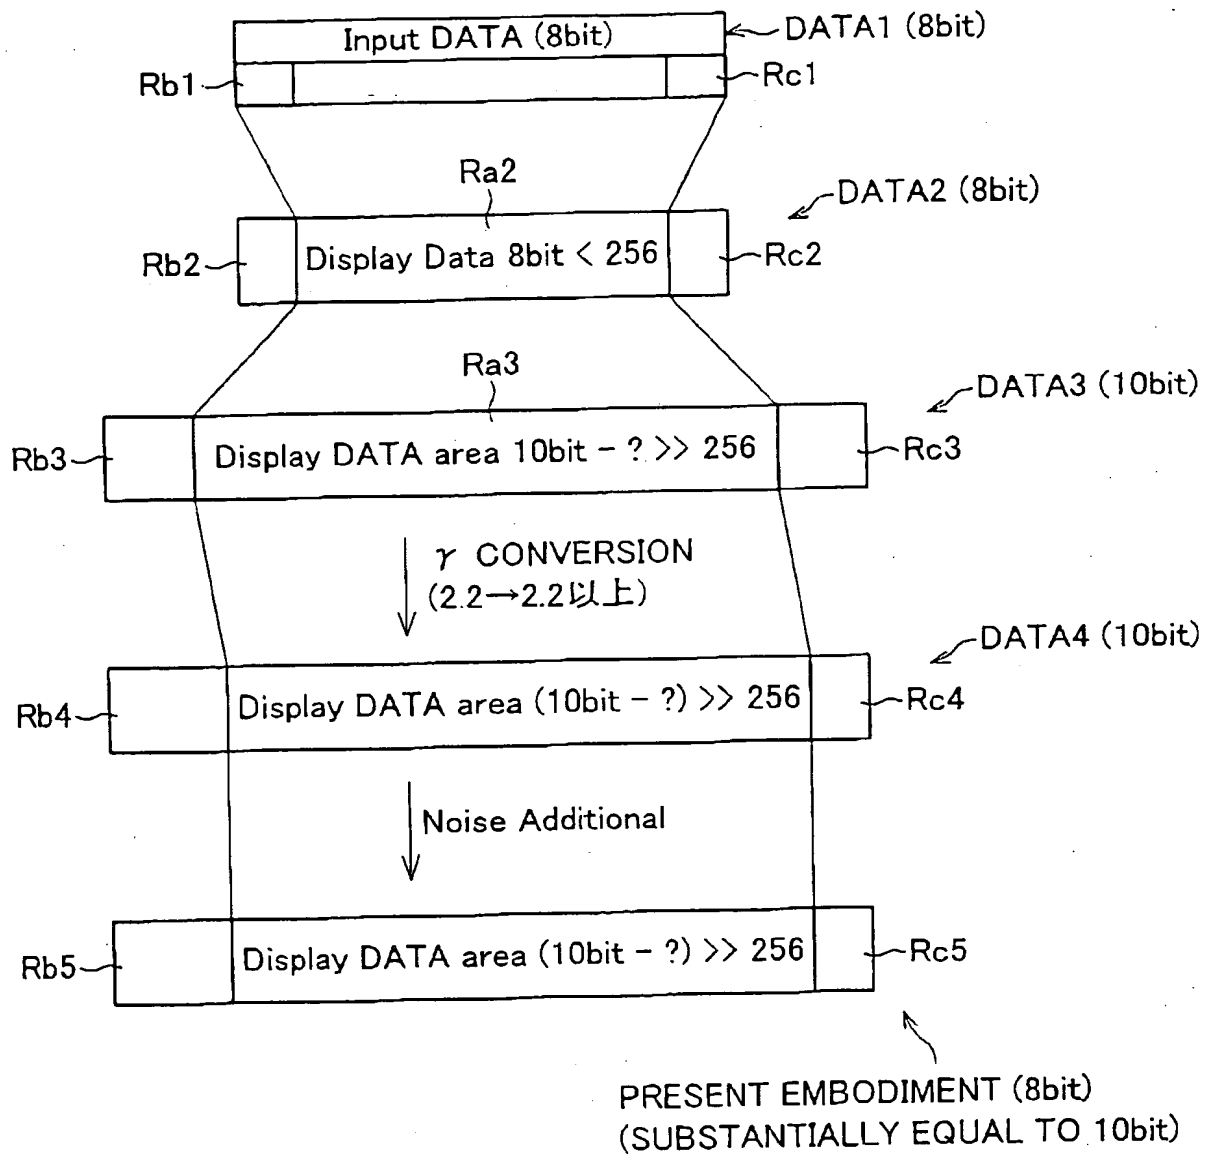 Input DATA (8bit)
DATA1 (8bit)
Rb1
Rc1
Ra2
DATA2 (8bit)
Rb2
Display Data 8bit < 256
Rc2
Ra3
DATA3 (10bit)
Rb3
Display DATA area 10bit - ? >> 256
Rc3
γ CONVERSION
(2.2→2.2以上)
DATA4 (10bit)
Rb4
Display DATA area (10bit - ?) >> 256
Rc4
Noise Additional
Rb5
Display DATA area (10bit - ?) >> 256
Rc5
PRESENT EMBODIMENT (8bit)
(SUBSTANTIALLY EQUAL TO 10bit)